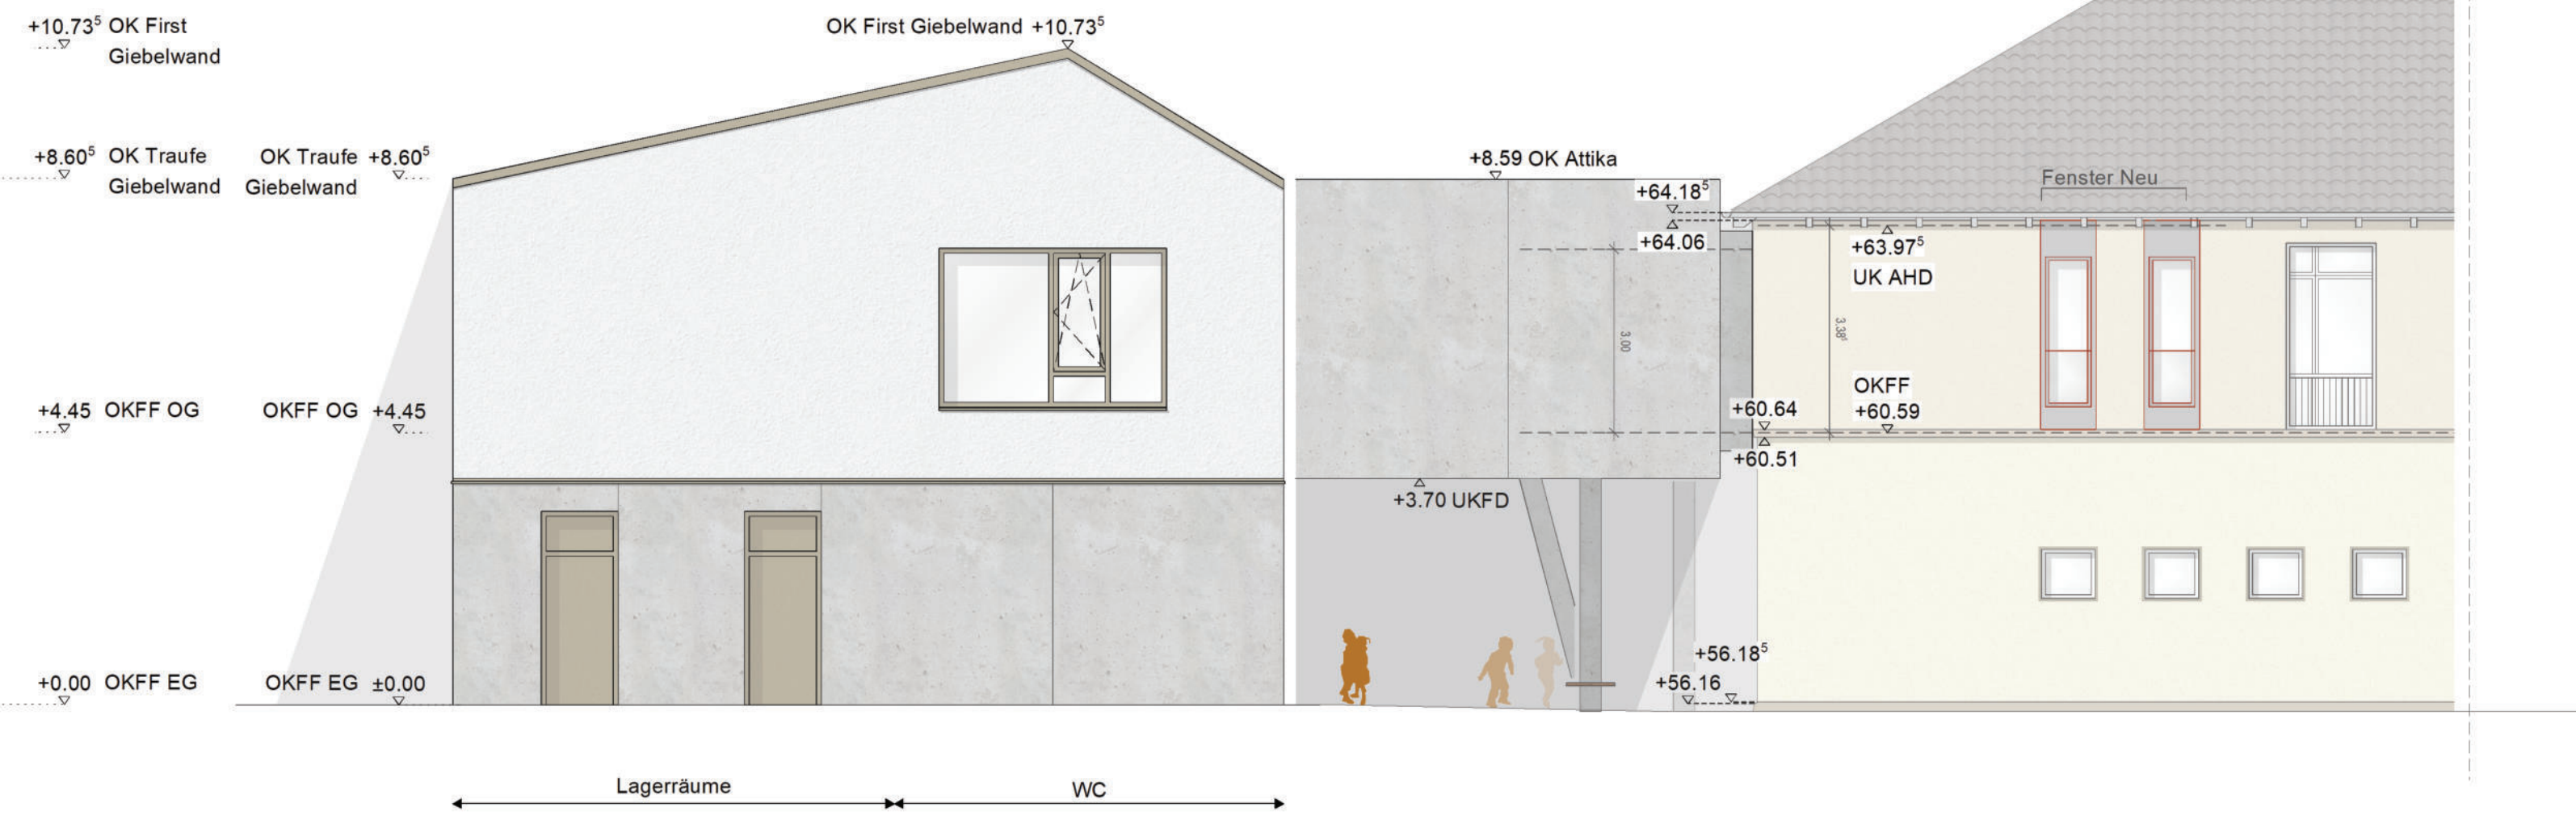 +10.73⁵ OK First
Giebelwand
OK First Giebelwand +10.73⁵
+8.60⁵ OK Traufe
Giebelwand
OK Traufe +8.60⁵
Giebelwand
+8.59 OK Attika
+64.18⁵
+64.06
Fenster Neu
+63.97⁵
UK AHD
3.00
3.38⁵
+4.45 OKFF OG
OKFF OG +4.45
+60.64
+60.51
OKFF
+60.59
+3.70 UKFD
+0.00 OKFF EG
OKFF EG ±0.00
+56.18⁵
+56.16
Lagerräume
WC